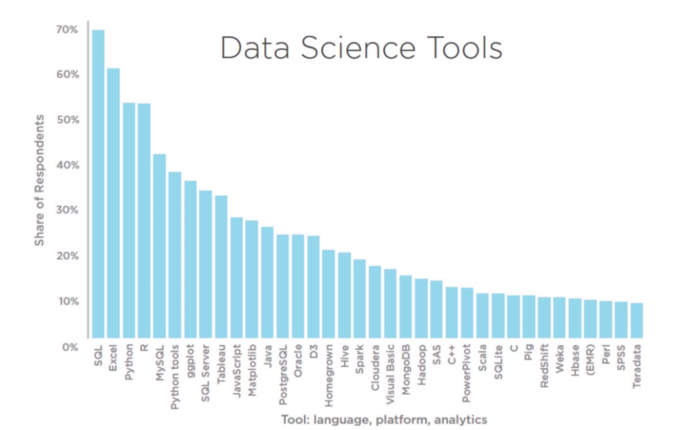 Data Science Tools
Share of Respondents
70%
60%
50%
40%
30%
20%
10%
0%
SQL
Excel
Python
R
MySQL
Python tools
ggplot
SQL Server
Tableau
JavaScript
Matplotlib
Java
PostgreSQL
Oracle
D3
Homegrown
Hive
Spark
Cloudera
Visual Basic
MongoDB
Hadoop
SAS
C++
PowerPivot
Scala
SQLite
C
Pig
RedShift
Weka
Hbase
(EMR)
Perl
SPSS
Teradata
Tool: language, platform, analytics